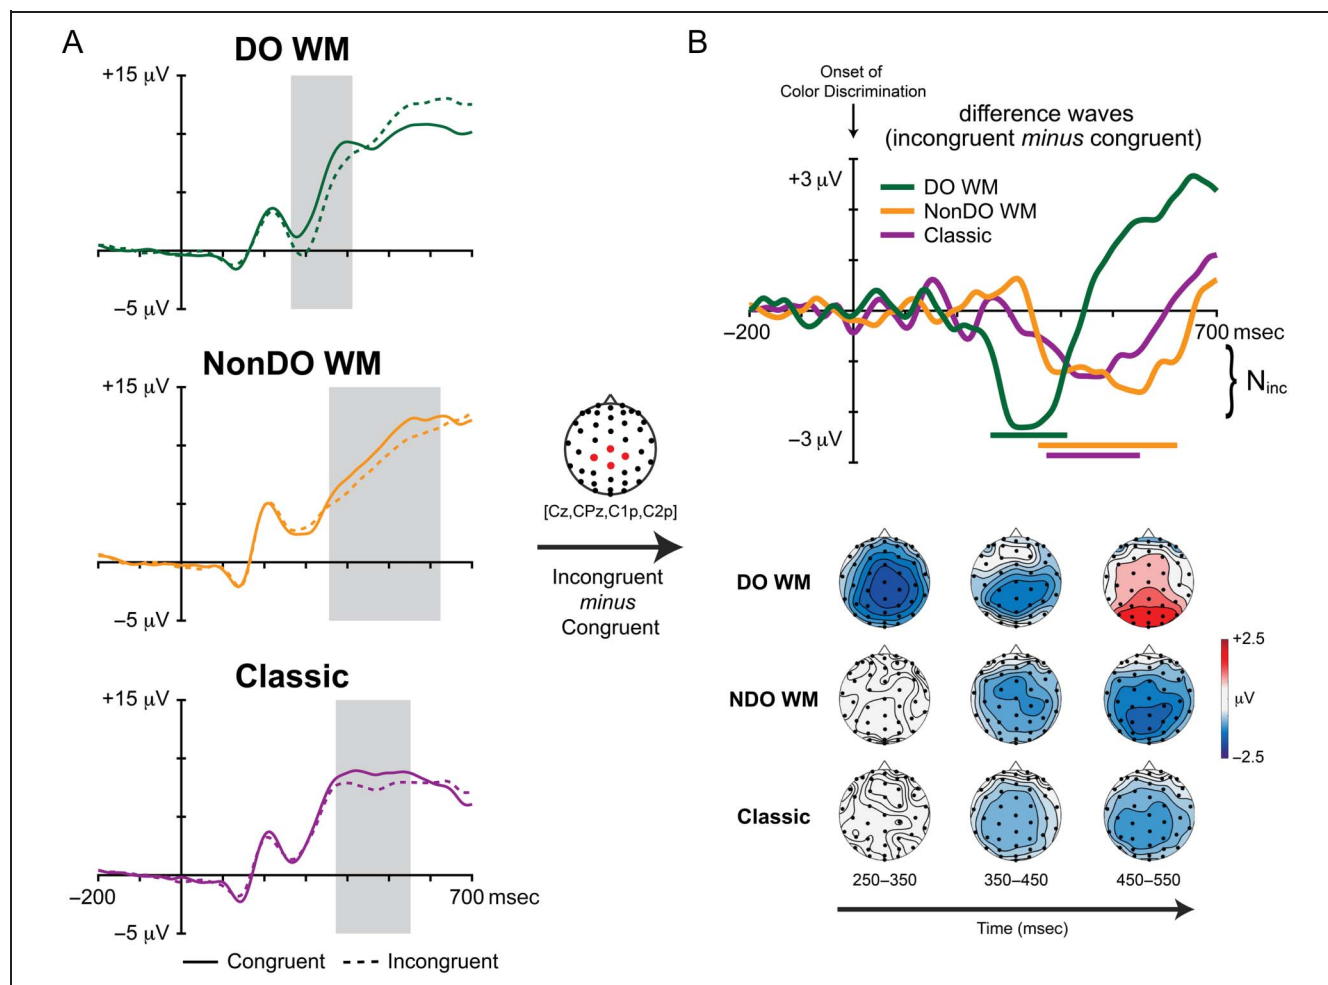 A
DO WM
+15 μV
−5 μV
NonDO WM
+15 μV
−5 μV
Classic
+15 μV
−200
700 msec
−5 μV
Congruent
Incongruent
[Cz,CPz,C1p,C2p]
Incongruent
minus
Congruent
B
Onset of
Color Discrimination
difference waves
(incongruent minus congruent)
+3 μV
DO WM
NonDO WM
Classic
−200
700 msec
Ninc
−3 μV
DO WM
NDO WM
Classic
+2.5
μV
−2.5
250–350
350–450
450–550
Time (msec)